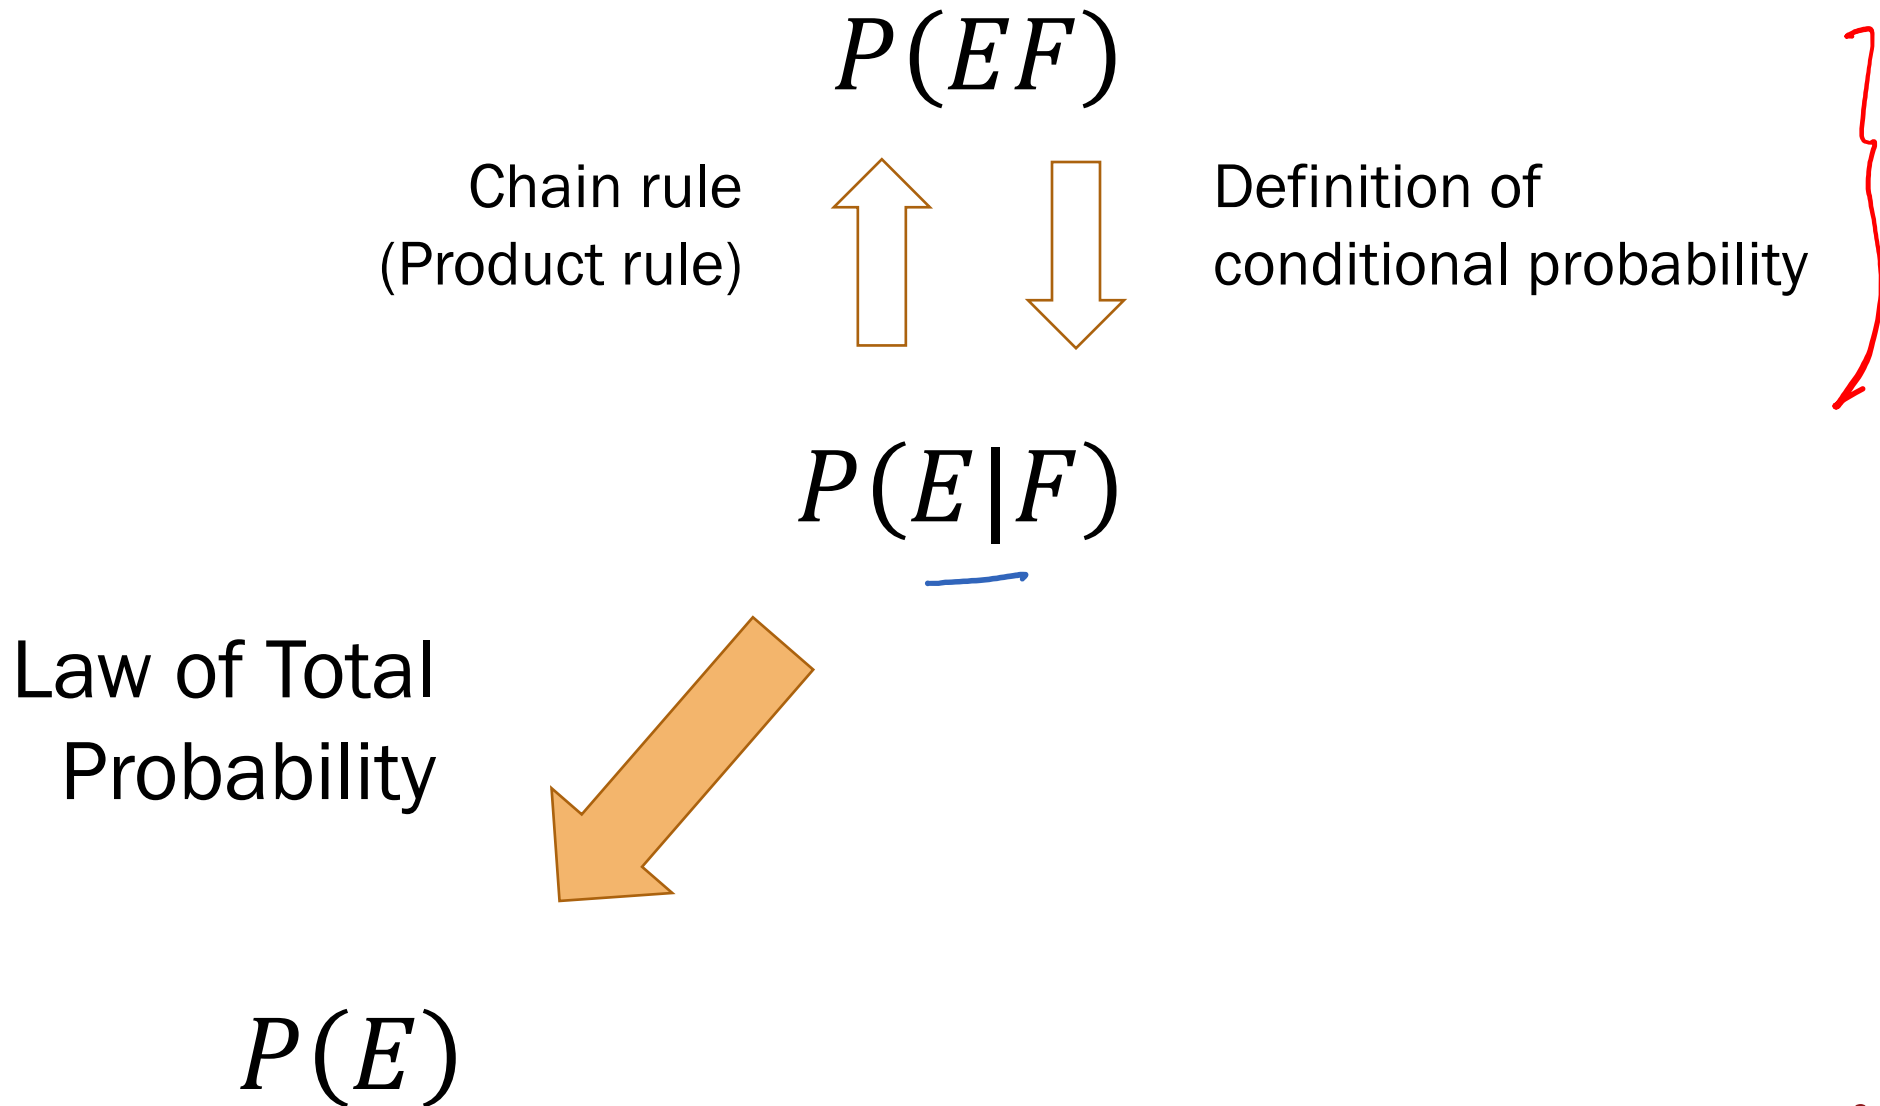 P(EF)
Chain rule
(Product rule)
Definition of
conditional probability
P(E|F)
Law of Total
Probability
P(E)